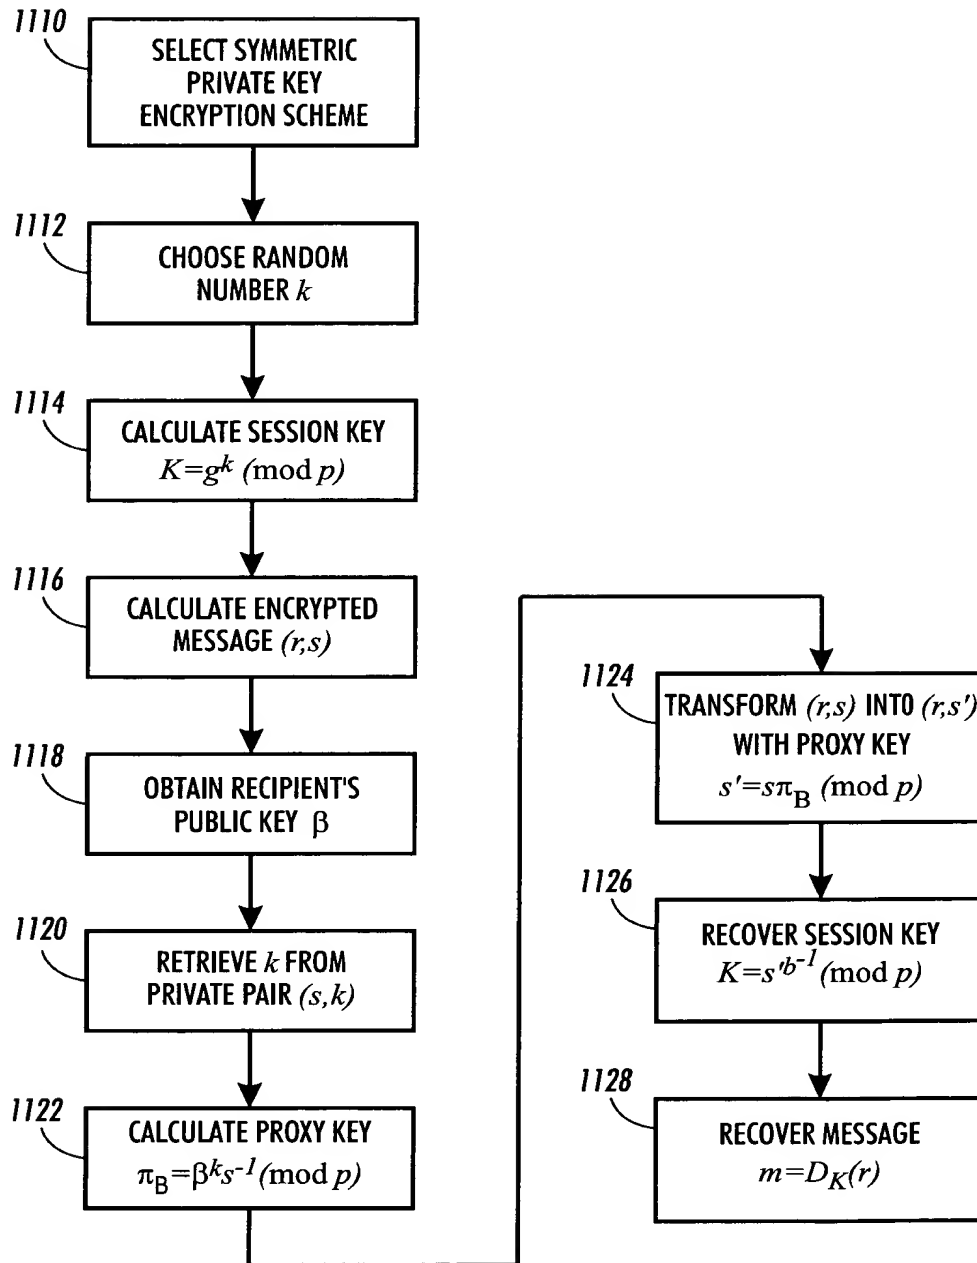 1110
SELECT SYMMETRIC
PRIVATE KEY
ENCRYPTION SCHEME
1112
CHOOSE RANDOM
NUMBER k
1114
CALCULATE SESSION KEY
K=g^k (mod p)
1116
CALCULATE ENCRYPTED
MESSAGE (r,s)
1118
OBTAIN RECIPIENT'S
PUBLIC KEY β
1120
RETRIEVE k FROM
PRIVATE PAIR (s,k)
1122
CALCULATE PROXY KEY
π_B=β^k s^-1 (mod p)
1124
TRANSFORM (r,s) INTO (r,s')
WITH PROXY KEY
s'=sπ_B (mod p)
1126
RECOVER SESSION KEY
K=s'^b^-1 (mod p)
1128
RECOVER MESSAGE
m=D_K(r)